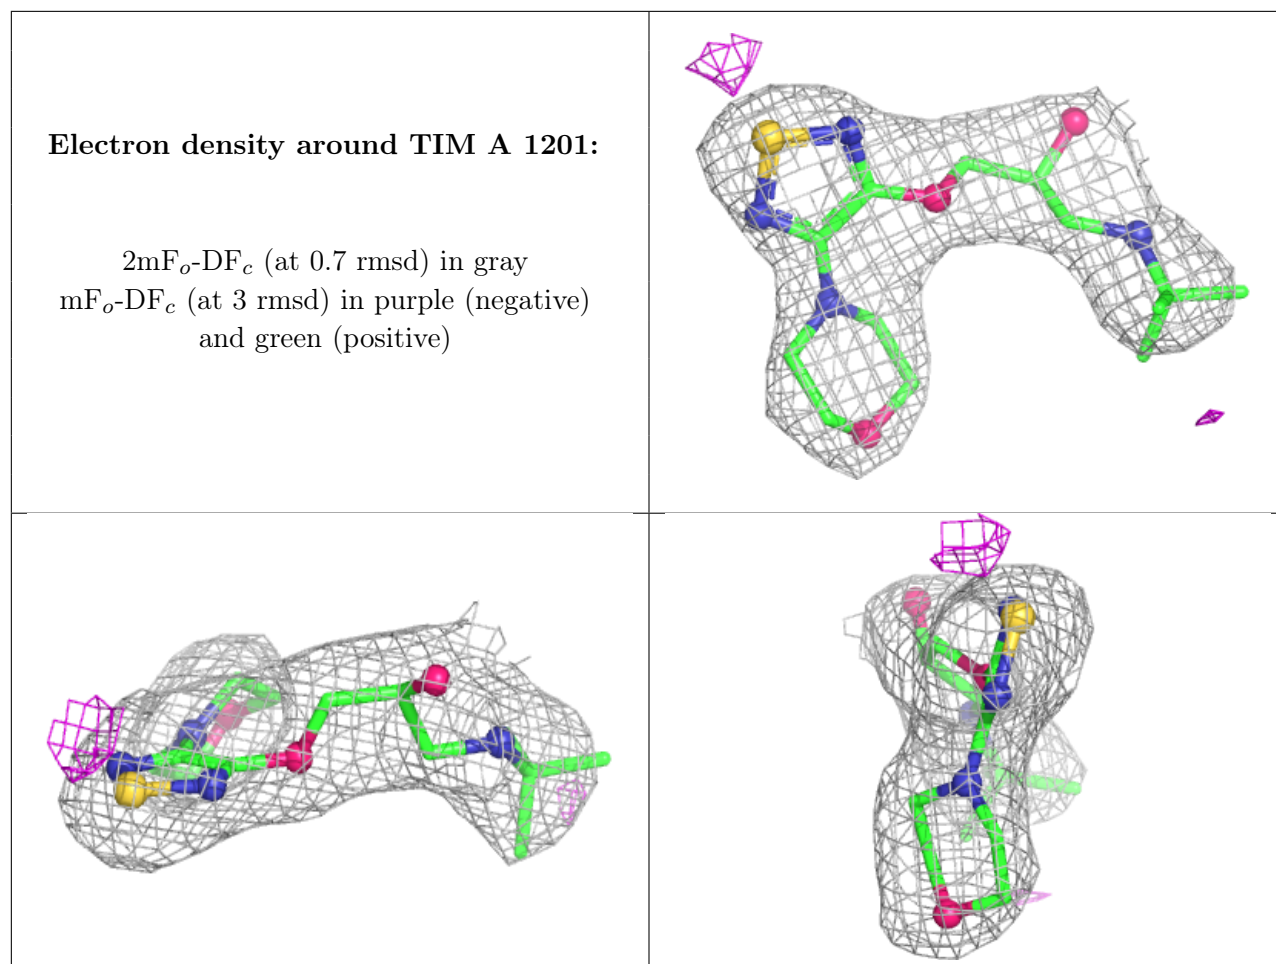 Electron density around TIM A 1201:
2mFo-DFc (at 0.7 rmsd) in gray
mFo-DFc (at 3 rmsd) in purple (negative)
and green (positive)